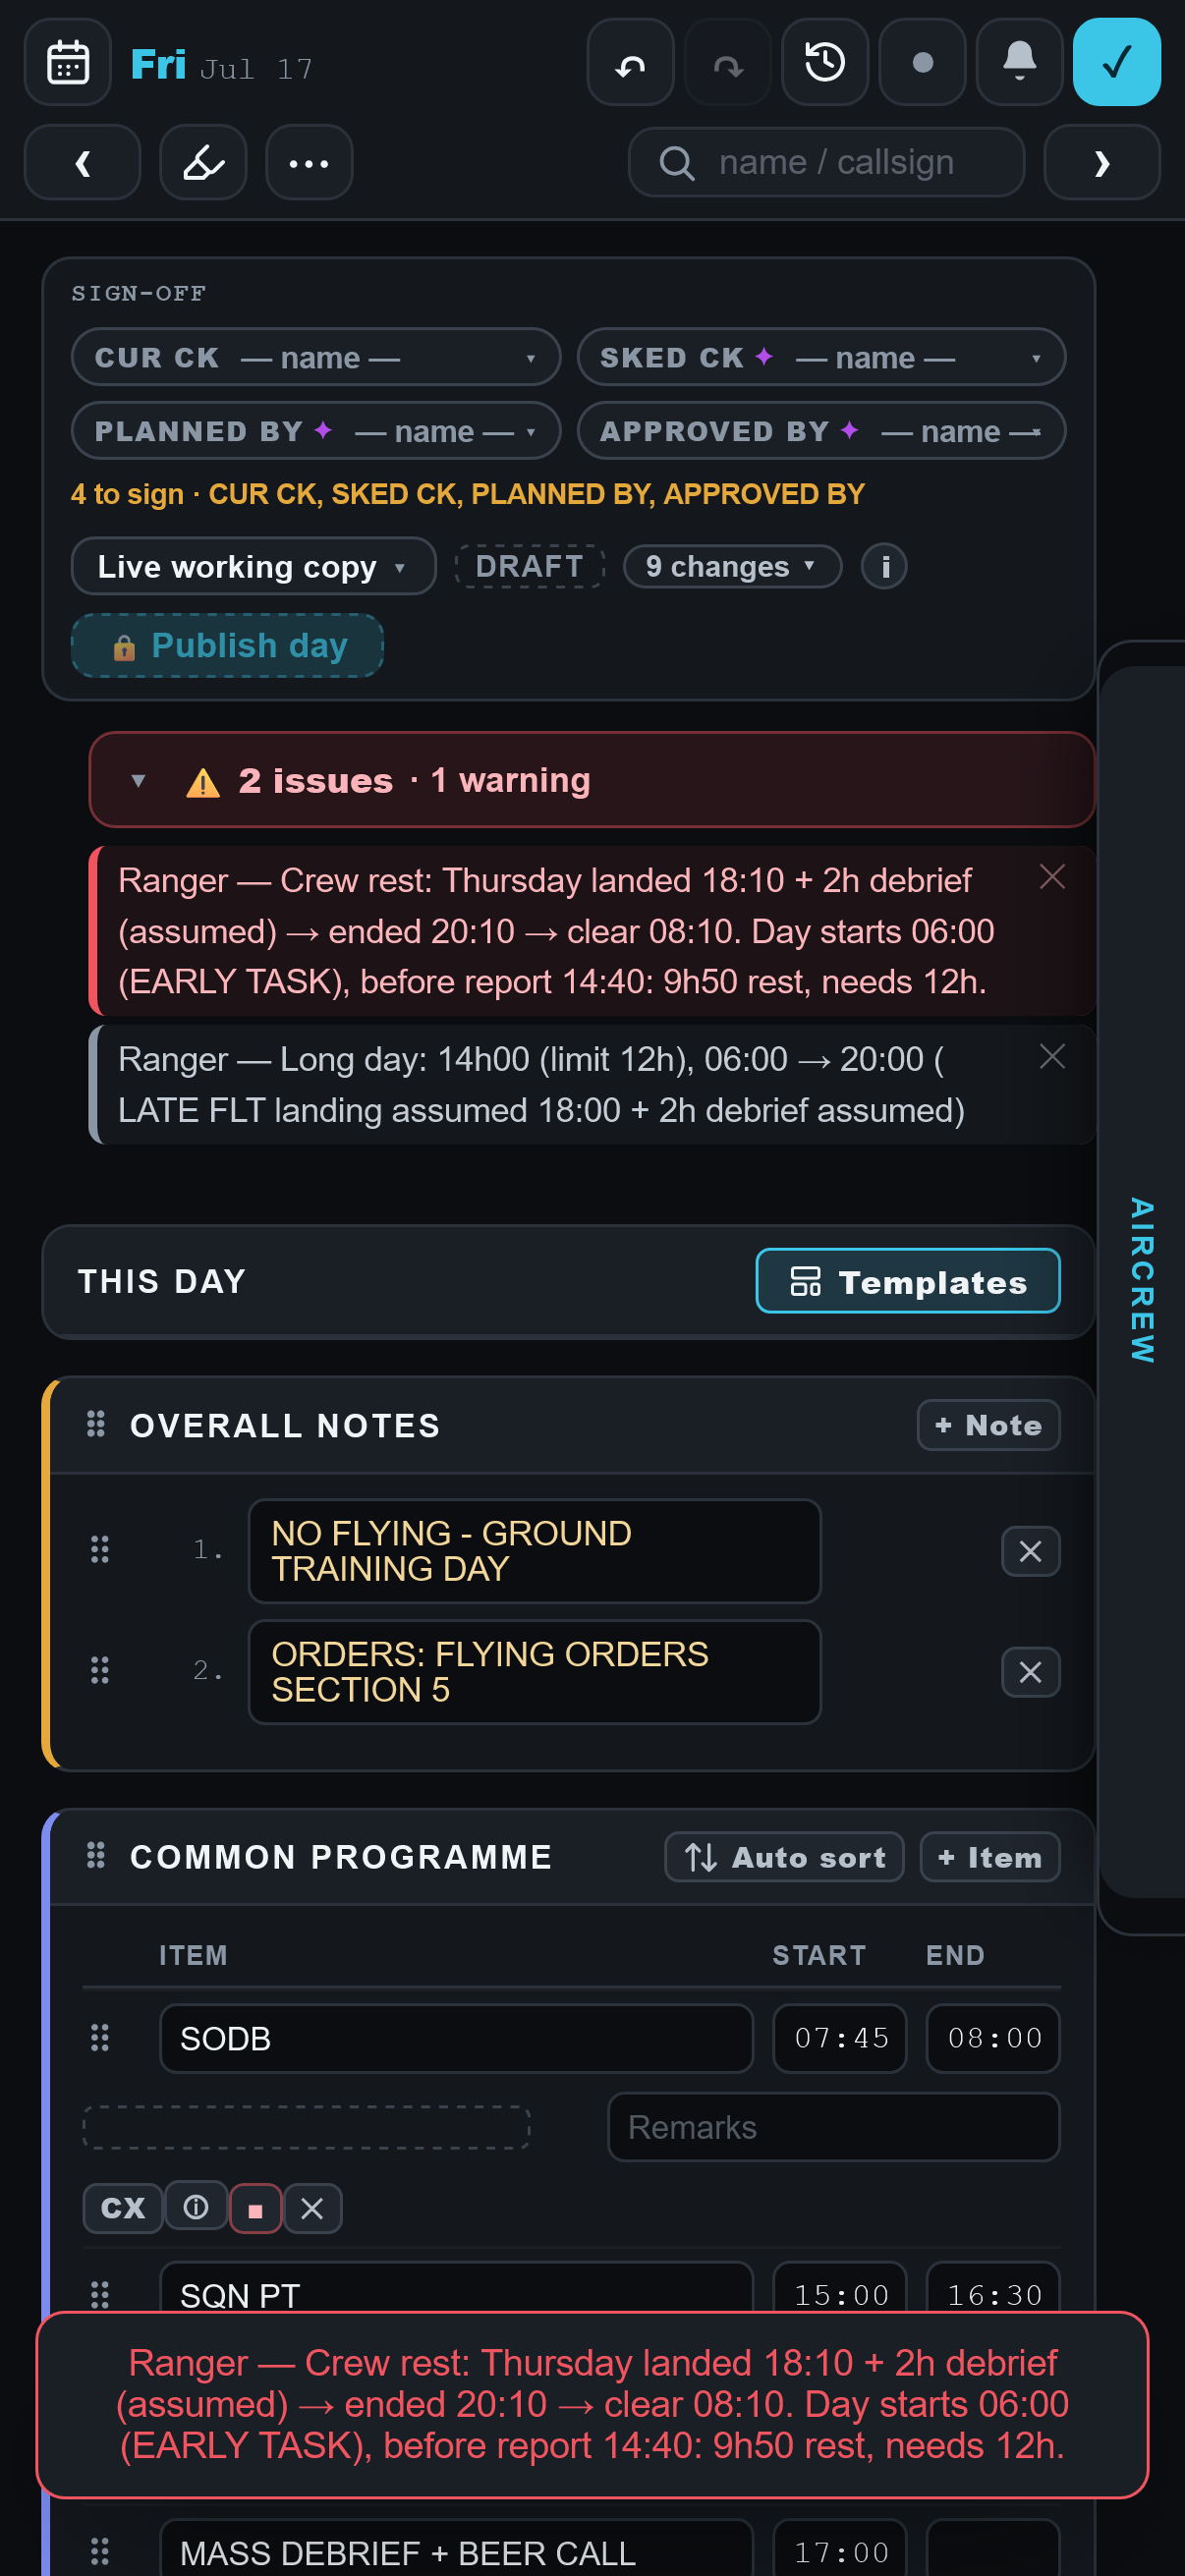 Fri Jul 17
name / callsign
SIGN-OFF
CUR CK — name —
SKED CK — name —
PLANNED BY — name —
APPROVED BY — name —
4 to sign · CUR CK, SKED CK, PLANNED BY, APPROVED BY
Live working copy
DRAFT
9 changes
i
Publish day
2 issues · 1 warning
Ranger — Crew rest: Thursday landed 18:10 + 2h debrief
(assumed) → ended 20:10 → clear 08:10. Day starts 06:00
(EARLY TASK), before report 14:40: 9h50 rest, needs 12h.
Ranger — Long day: 14h00 (limit 12h), 06:00 → 20:00 (
LATE FLT landing assumed 18:00 + 2h debrief assumed)
AIRCREW
THIS DAY
Templates
OVERALL NOTES
+ Note
1. NO FLYING - GROUND
TRAINING DAY
2. ORDERS: FLYING ORDERS
SECTION 5
COMMON PROGRAMME
Auto sort
+ Item
ITEM START END
SODB 07:45 08:00
Remarks
CX
SQN PT 15:00 16:30
Ranger — Crew rest: Thursday landed 18:10 + 2h debrief
(assumed) → ended 20:10 → clear 08:10. Day starts 06:00
(EARLY TASK), before report 14:40: 9h50 rest, needs 12h.
MASS DEBRIEF + BEER CALL 17:00